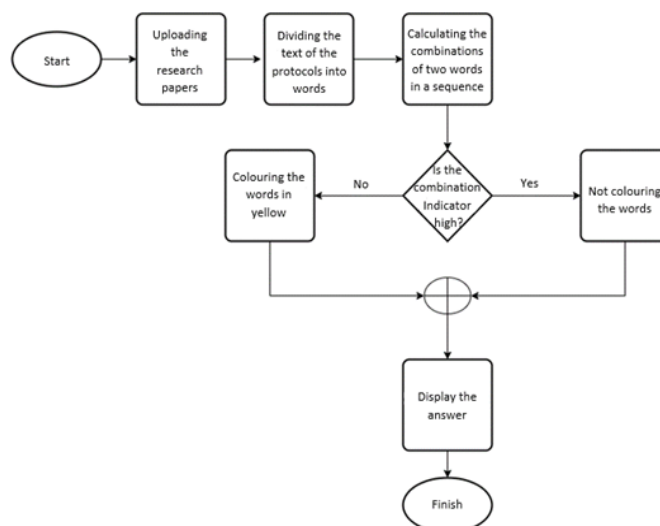 Start
Uploading
the
research
papers
Dividing the
text of the
protocols into
words
Calculating the
combinations
of two words
in a sequence
Is the
combination
Indicator
high?
No
Yes
Colouring the
words in
yellow
Not colouring
the words
Display the
answer
Finish